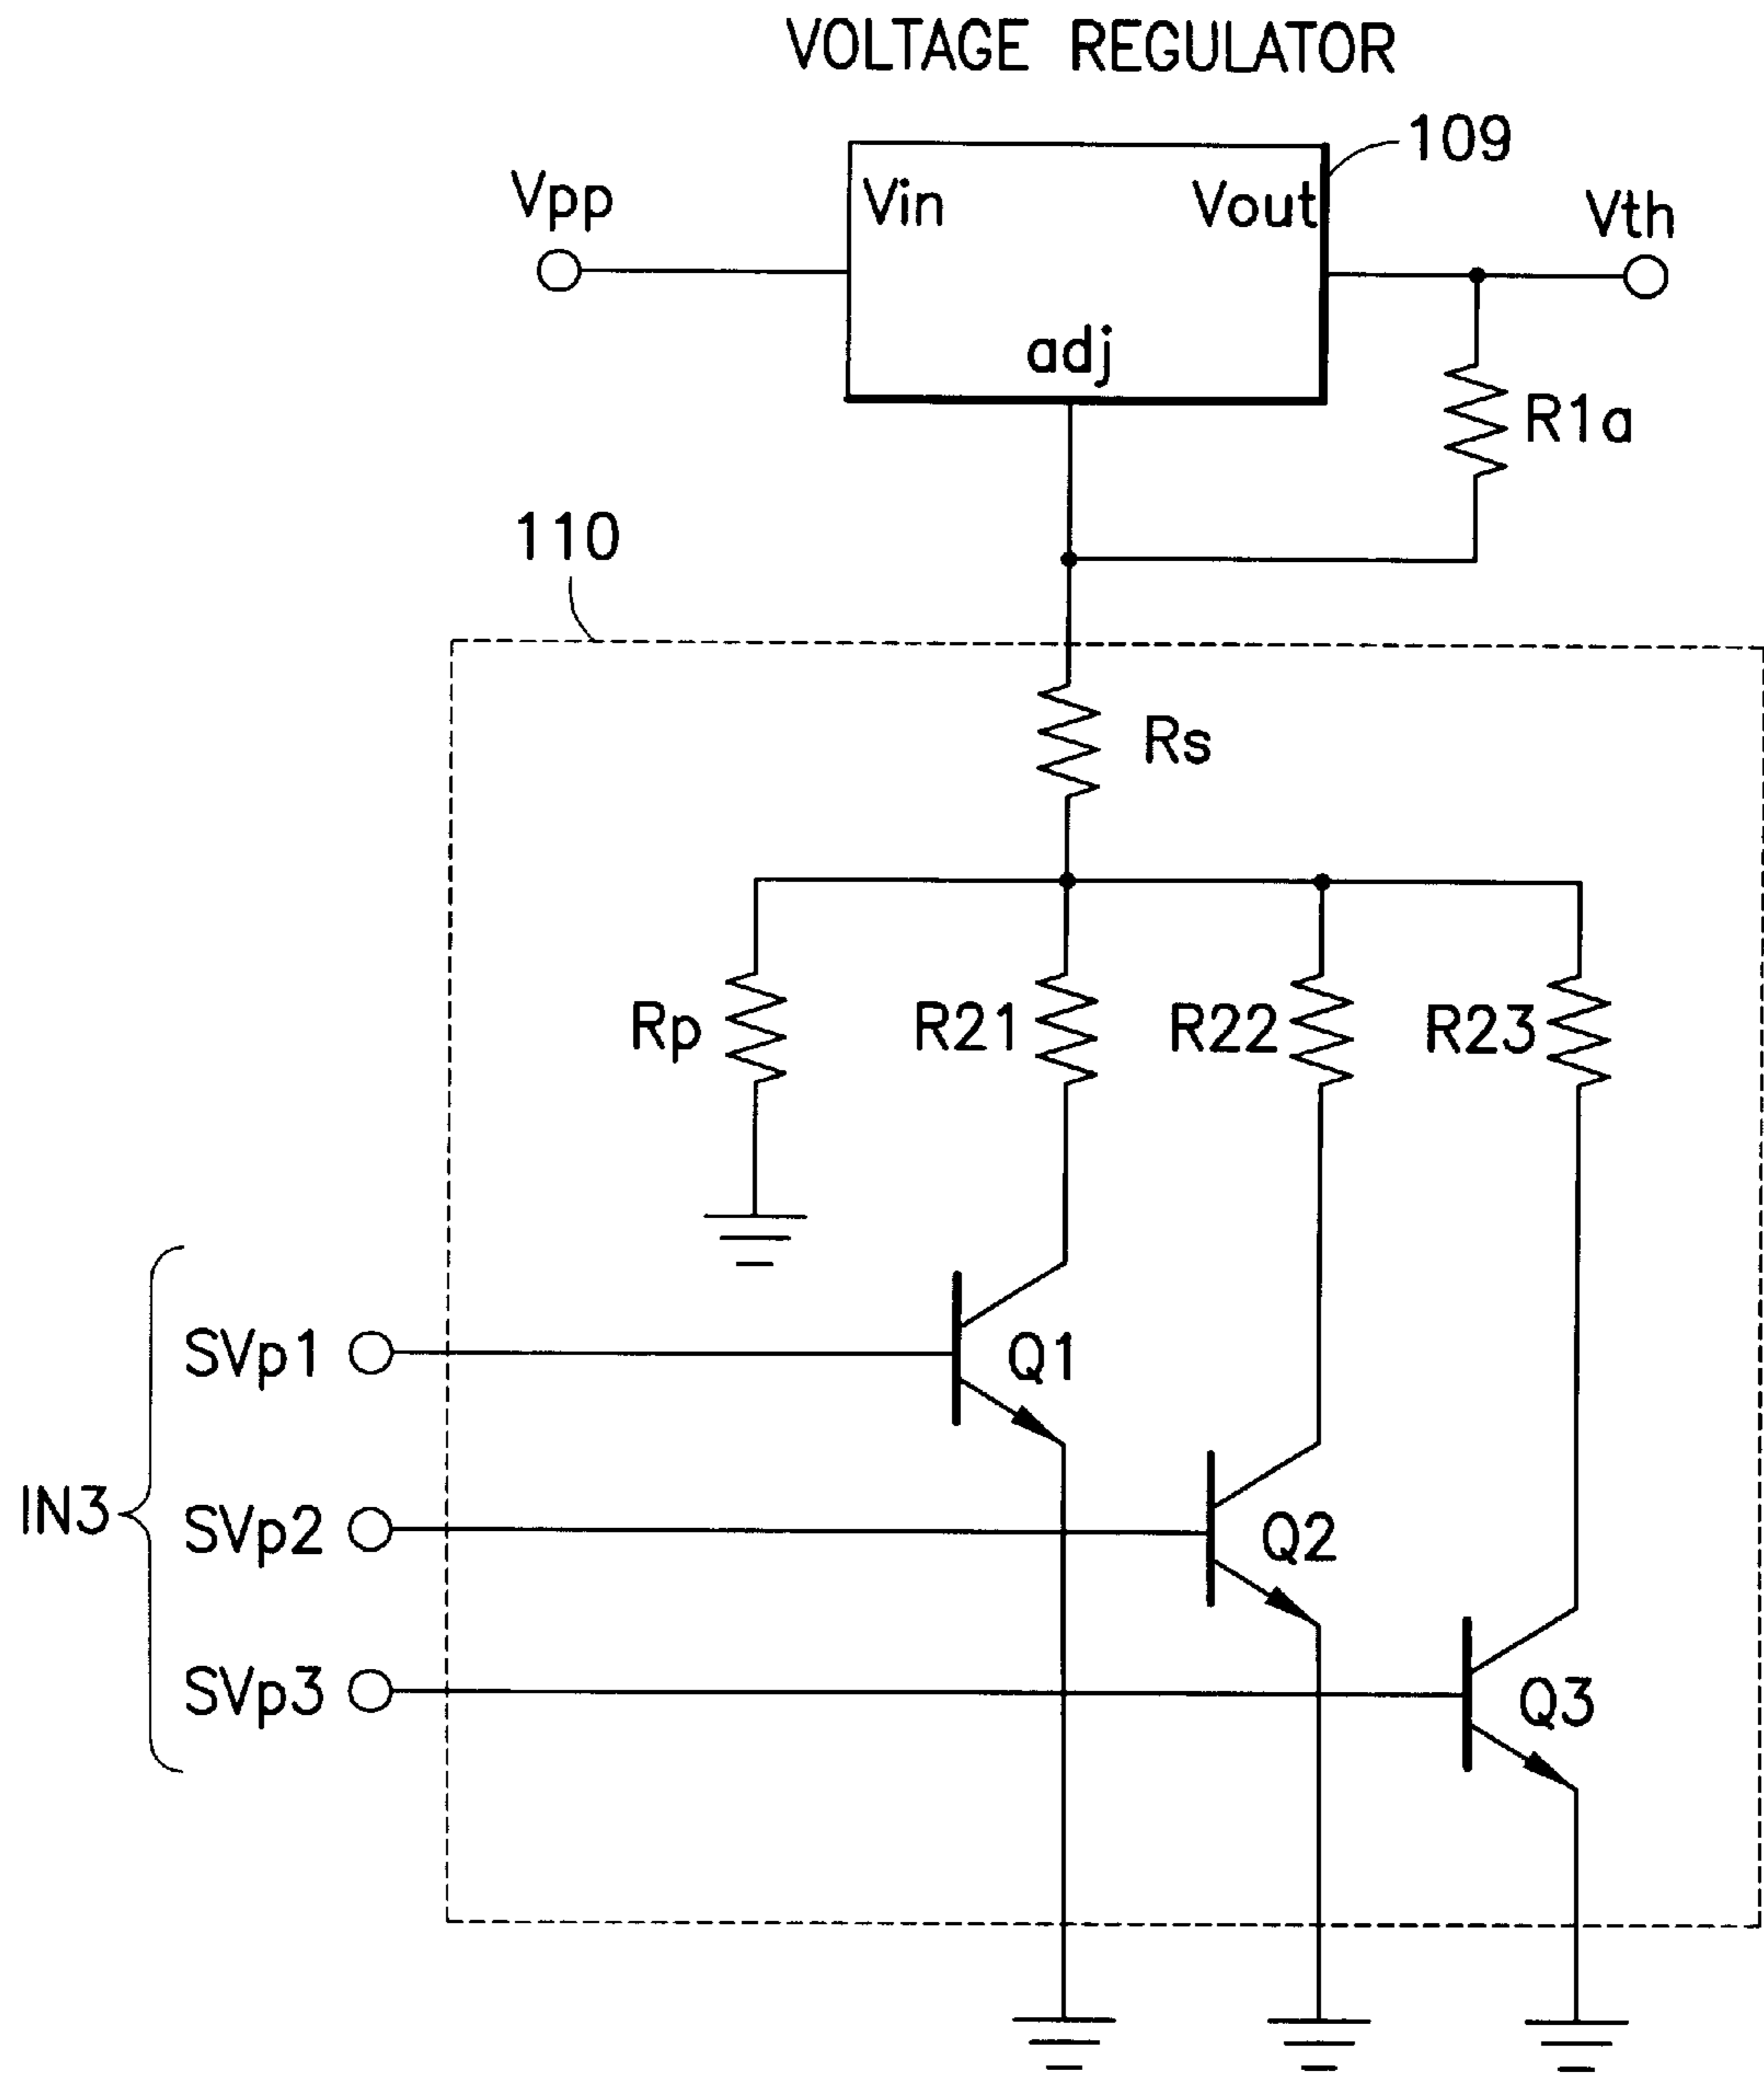 VOLTAGE REGULATOR
109
Vpp
Vin
Vout
Vth
adj
R1a
110
Rs
Rp
R21
R22
R23
SVp1
Q1
IN3
SVp2
Q2
SVp3
Q3